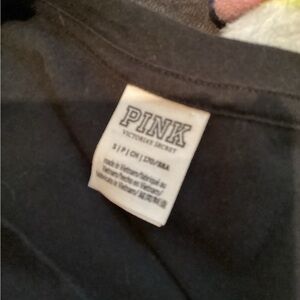 PINK
VICTORIA'S SECRET
S | P | CH | 170/88A
made in Vietnam/fabriqué au
Vietnam/hecho en Vietnam/